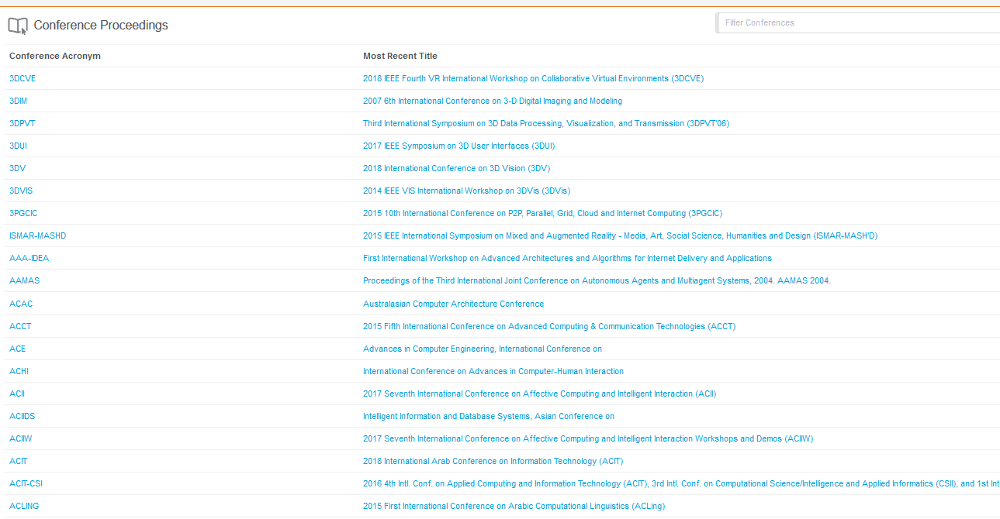 Conference Proceedings
Filter Conferences
Conference Acronym Most Recent Title
3DCVE 2018 IEEE Fourth VR International Workshop on Collaborative Virtual Environments (3DCVE)
3DIM 2007 6th International Conference on 3-D Digital Imaging and Modeling
3DPVT Third International Symposium on 3D Data Processing, Visualization, and Transmission (3DPVT'06)
3DUI 2017 IEEE Symposium on 3D User Interfaces (3DUI)
3DV 2018 International Conference on 3D Vision (3DV)
3DVIS 2014 IEEE VIS International Workshop on 3DVis (3DVis)
3PGCIC 2015 10th International Conference on P2P, Parallel, Grid, Cloud and Internet Computing (3PGCIC)
ISMAR-MASHD 2015 IEEE International Symposium on Mixed and Augmented Reality - Media, Art, Social Science, Humanities and Design (ISMAR-MASH'D)
AAA-IDEA First International Workshop on Advanced Architectures and Algorithms for Internet Delivery and Applications
AAMAS Proceedings of the Third International Joint Conference on Autonomous Agents and Multiagent Systems, 2004. AAMAS 2004.
ACAC Australasian Computer Architecture Conference
ACCT 2015 Fifth International Conference on Advanced Computing & Communication Technologies (ACCT)
ACE Advances in Computer Engineering, International Conference on
ACHI International Conference on Advances in Computer-Human Interaction
ACII 2017 Seventh International Conference on Affective Computing and Intelligent Interaction (ACII)
ACIIDS Intelligent Information and Database Systems, Asian Conference on
ACIIW 2017 Seventh International Conference on Affective Computing and Intelligent Interaction Workshops and Demos (ACIIW)
ACIT 2018 International Arab Conference on Information Technology (ACIT)
ACIT-CSI 2016 4th Intl. Conf. on Applied Computing and Information Technology (ACIT), 3rd Intl. Conf. on Computational Science/Intelligence and Applied Informatics (CSII), and 1st Int
ACLING 2015 First International Conference on Arabic Computational Linguistics (ACLing)